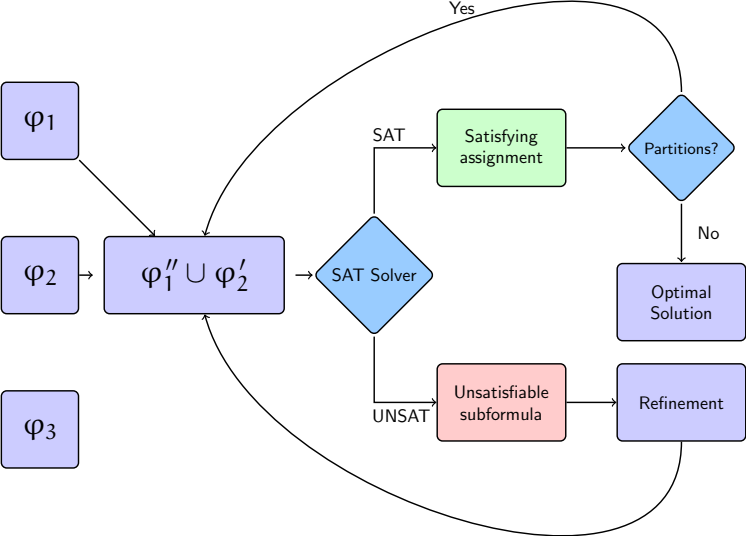 Yes
φ₁
SAT
Satisfying
assignment
Partitions?
No
φ₂
φ₁″ ∪ φ₂′
SAT Solver
Optimal
Solution
φ₃
UNSAT
Unsatisfiable
subformula
Refinement